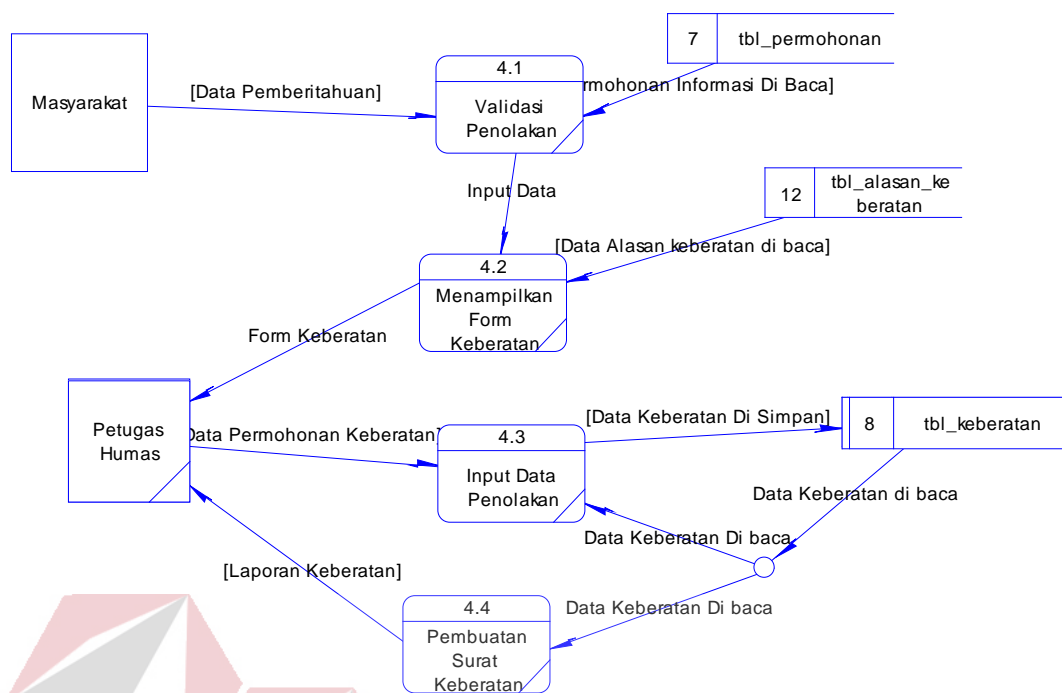 7
tbl_permohonan
4.1
Masyarakat
[Data Pemberitahuan]
rmohonan Informasi Di Baca]
Validasi
Penolakan
Input Data
12
tbl_alasan_ke
beratan
[Data Alasan keberatan di baca]
4.2
Menampilkan
Form
Keberatan
Form Keberatan
Petugas
Humas
Data Permohonan Keberatan]
4.3
Input Data
Penolakan
[Data Keberatan Di Simpan]
8
tbl_keberatan
Data Keberatan di baca
Data Keberatan Di baca
[Laporan Keberatan]
4.4
Pembuatan
Surat
Keberatan
Data Keberatan Di baca